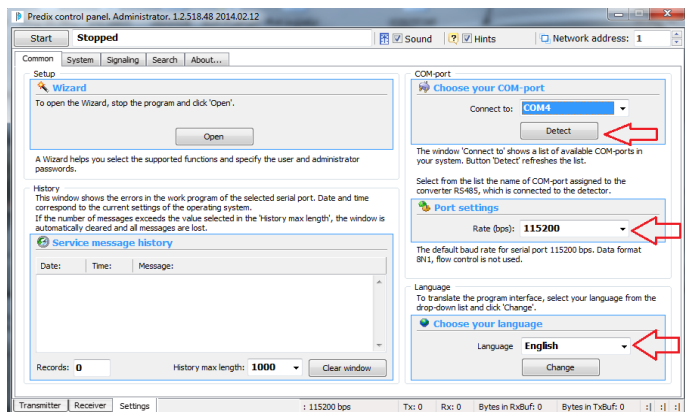 Predix control panel. Administrator. 1.2.518.48 2014.02.12
Start Stopped Sound Hints Network address: 1
Common System Signaling Search About...
Setup
Wizard
To open the Wizard, stop the program and click 'Open'.
Open
A Wizard helps you select the supported functions and specify the user and administrator
passwords.
History
This window shows the errors in the work program of the selected serial port. Date and time
correspond to the current settings of the operating system.
If the number of messages exceeds the value selected in the 'History max length', the window is
automatically cleared and all messages are lost.
Service message history
Date: Time: Message:
Records: 0 History max length: 1000 Clear window
COM-port
Choose your COM-port
Connect to: COM4
Detect
The window 'Connect to' shows a list of available COM-ports in
your system. Button 'Detect' refreshes the list.
Select from the list the name of COM-port assigned to the
converter RS485, which is connected to the detector.
Port settings
Rate (bps): 115200
The default baud rate for serial port 115200 bps. Data format
8N1, flow control is not used.
Language
To translate the program interface, select your language from the
drop-down list and click 'Change'.
Choose your language
Language English
Change
Transmitter Receiver Settings : 115200 bps Tx: 0 Rx: 0 Bytes in RxBuf: 0 Bytes in TxBuf: 0 :| :| :|